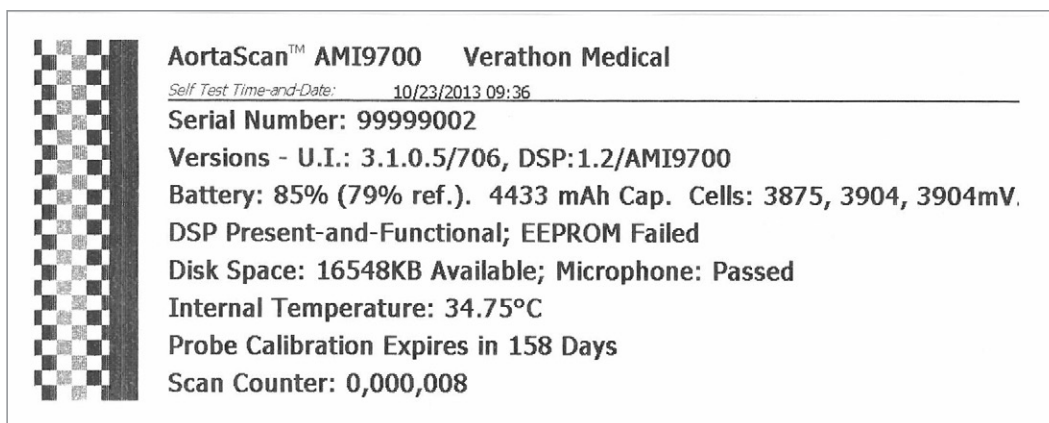 AortaScan™ AMI9700 Verathon Medical
Self Test Time-and-Date: 10/23/2013 09:36
Serial Number: 99999002
Versions - U.I.: 3.1.0.5/706, DSP:1.2/AMI9700
Battery: 85% (79% ref.). 4433 mAh Cap. Cells: 3875, 3904, 3904mV.
DSP Present-and-Functional; EEPROM Failed
Disk Space: 16548KB Available; Microphone: Passed
Internal Temperature: 34.75°C
Probe Calibration Expires in 158 Days
Scan Counter: 0,000,008